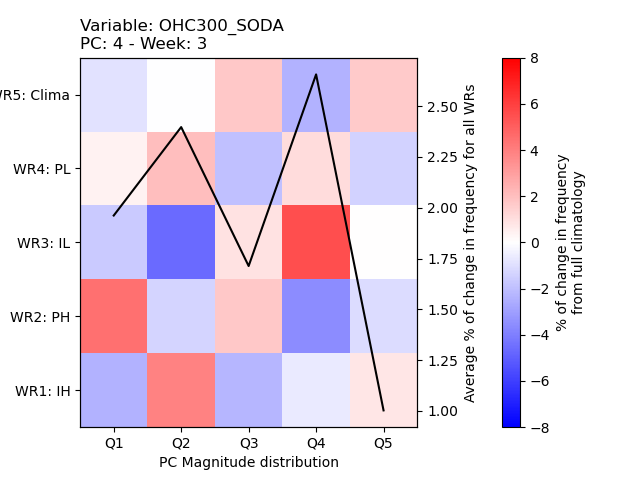 Variable: OHC300_SODA
PC: 4 - Week: 3
WR5: Clima
WR4: PL
WR3: IL
WR2: PH
WR1: IH
Q1 Q2 Q3 Q4 Q5
PC Magnitude distribution
2.50
2.25
2.00
1.75
1.50
1.25
1.00
Average % of change in frequency for all WRs
8
6
4
2
0
−2
−4
−6
−8
% of change in frequency
from full climatology